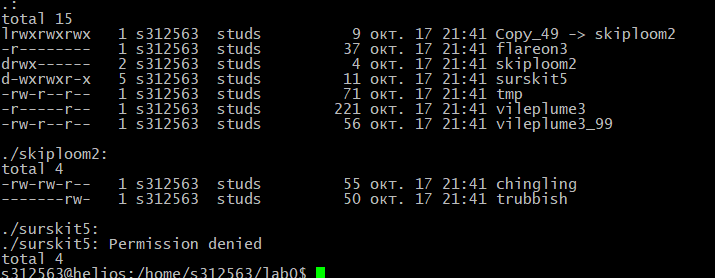 .:
total 15
lrwxrwxrwx 1 s312563 studs 9 окт. 17 21:41 Copy_49 -> skiploom2
-r-------- 1 s312563 studs 37 окт. 17 21:41 flareon3
drwx------ 2 s312563 studs 4 окт. 17 21:41 skiploom2
d-wxrwxr-x 5 s312563 studs 11 окт. 17 21:41 surskit5
-rw-r--r-- 1 s312563 studs 71 окт. 17 21:41 tmp
-r-----r-- 1 s312563 studs 221 окт. 17 21:41 vileplume3
-rw-r--r-- 1 s312563 studs 56 окт. 17 21:41 vileplume3_99
./skiploom2:
total 4
-rw-rw-r-- 1 s312563 studs 55 окт. 17 21:41 chingling
-------rw- 1 s312563 studs 50 окт. 17 21:41 trubbish
./surskit5:
./surskit5: Permission denied
total 4
s312563@helios:/home/s312563/lab0$